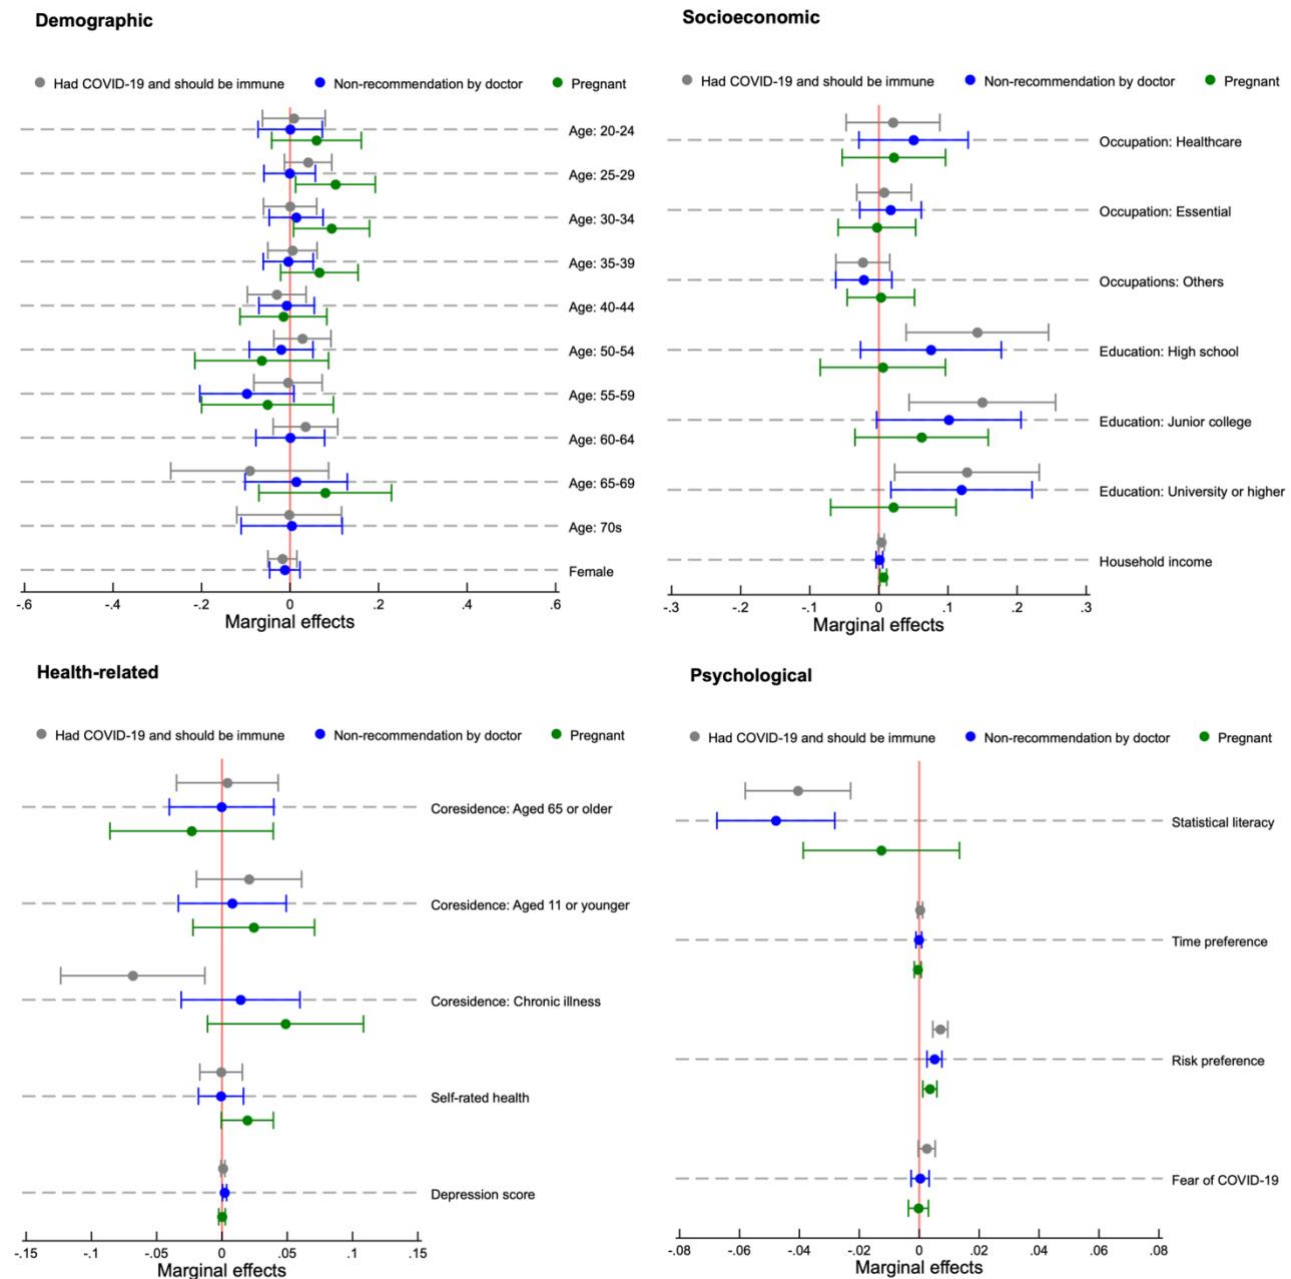 Demographic
Had COVID-19 and should be immune Non-recommendation by doctor Pregnant
Age: 20-24
Age: 25-29
Age: 30-34
Age: 35-39
Age: 40-44
Age: 50-54
Age: 55-59
Age: 60-64
Age: 65-69
Age: 70s
Female
-.6 -.4 -.2 0 .2 .4 .6
Marginal effects
Socioeconomic
Had COVID-19 and should be immune Non-recommendation by doctor Pregnant
Occupation: Healthcare
Occupation: Essential
Occupations: Others
Education: High school
Education: Junior college
Education: University or higher
Household income
-.3 -.2 -.1 0 .1 .2 .3
Marginal effects
Health-related
Had COVID-19 and should be immune Non-recommendation by doctor Pregnant
Coresidence: Aged 65 or older
Coresidence: Aged 11 or younger
Coresidence: Chronic illness
Self-rated health
Depression score
-.15 -.1 -.05 0 .05 .1 .15
Marginal effects
Psychological
Had COVID-19 and should be immune Non-recommendation by doctor Pregnant
Statistical literacy
Time preference
Risk preference
Fear of COVID-19
-.08 -.06 -.04 -.02 0 .02 .04 .06 .08
Marginal effects